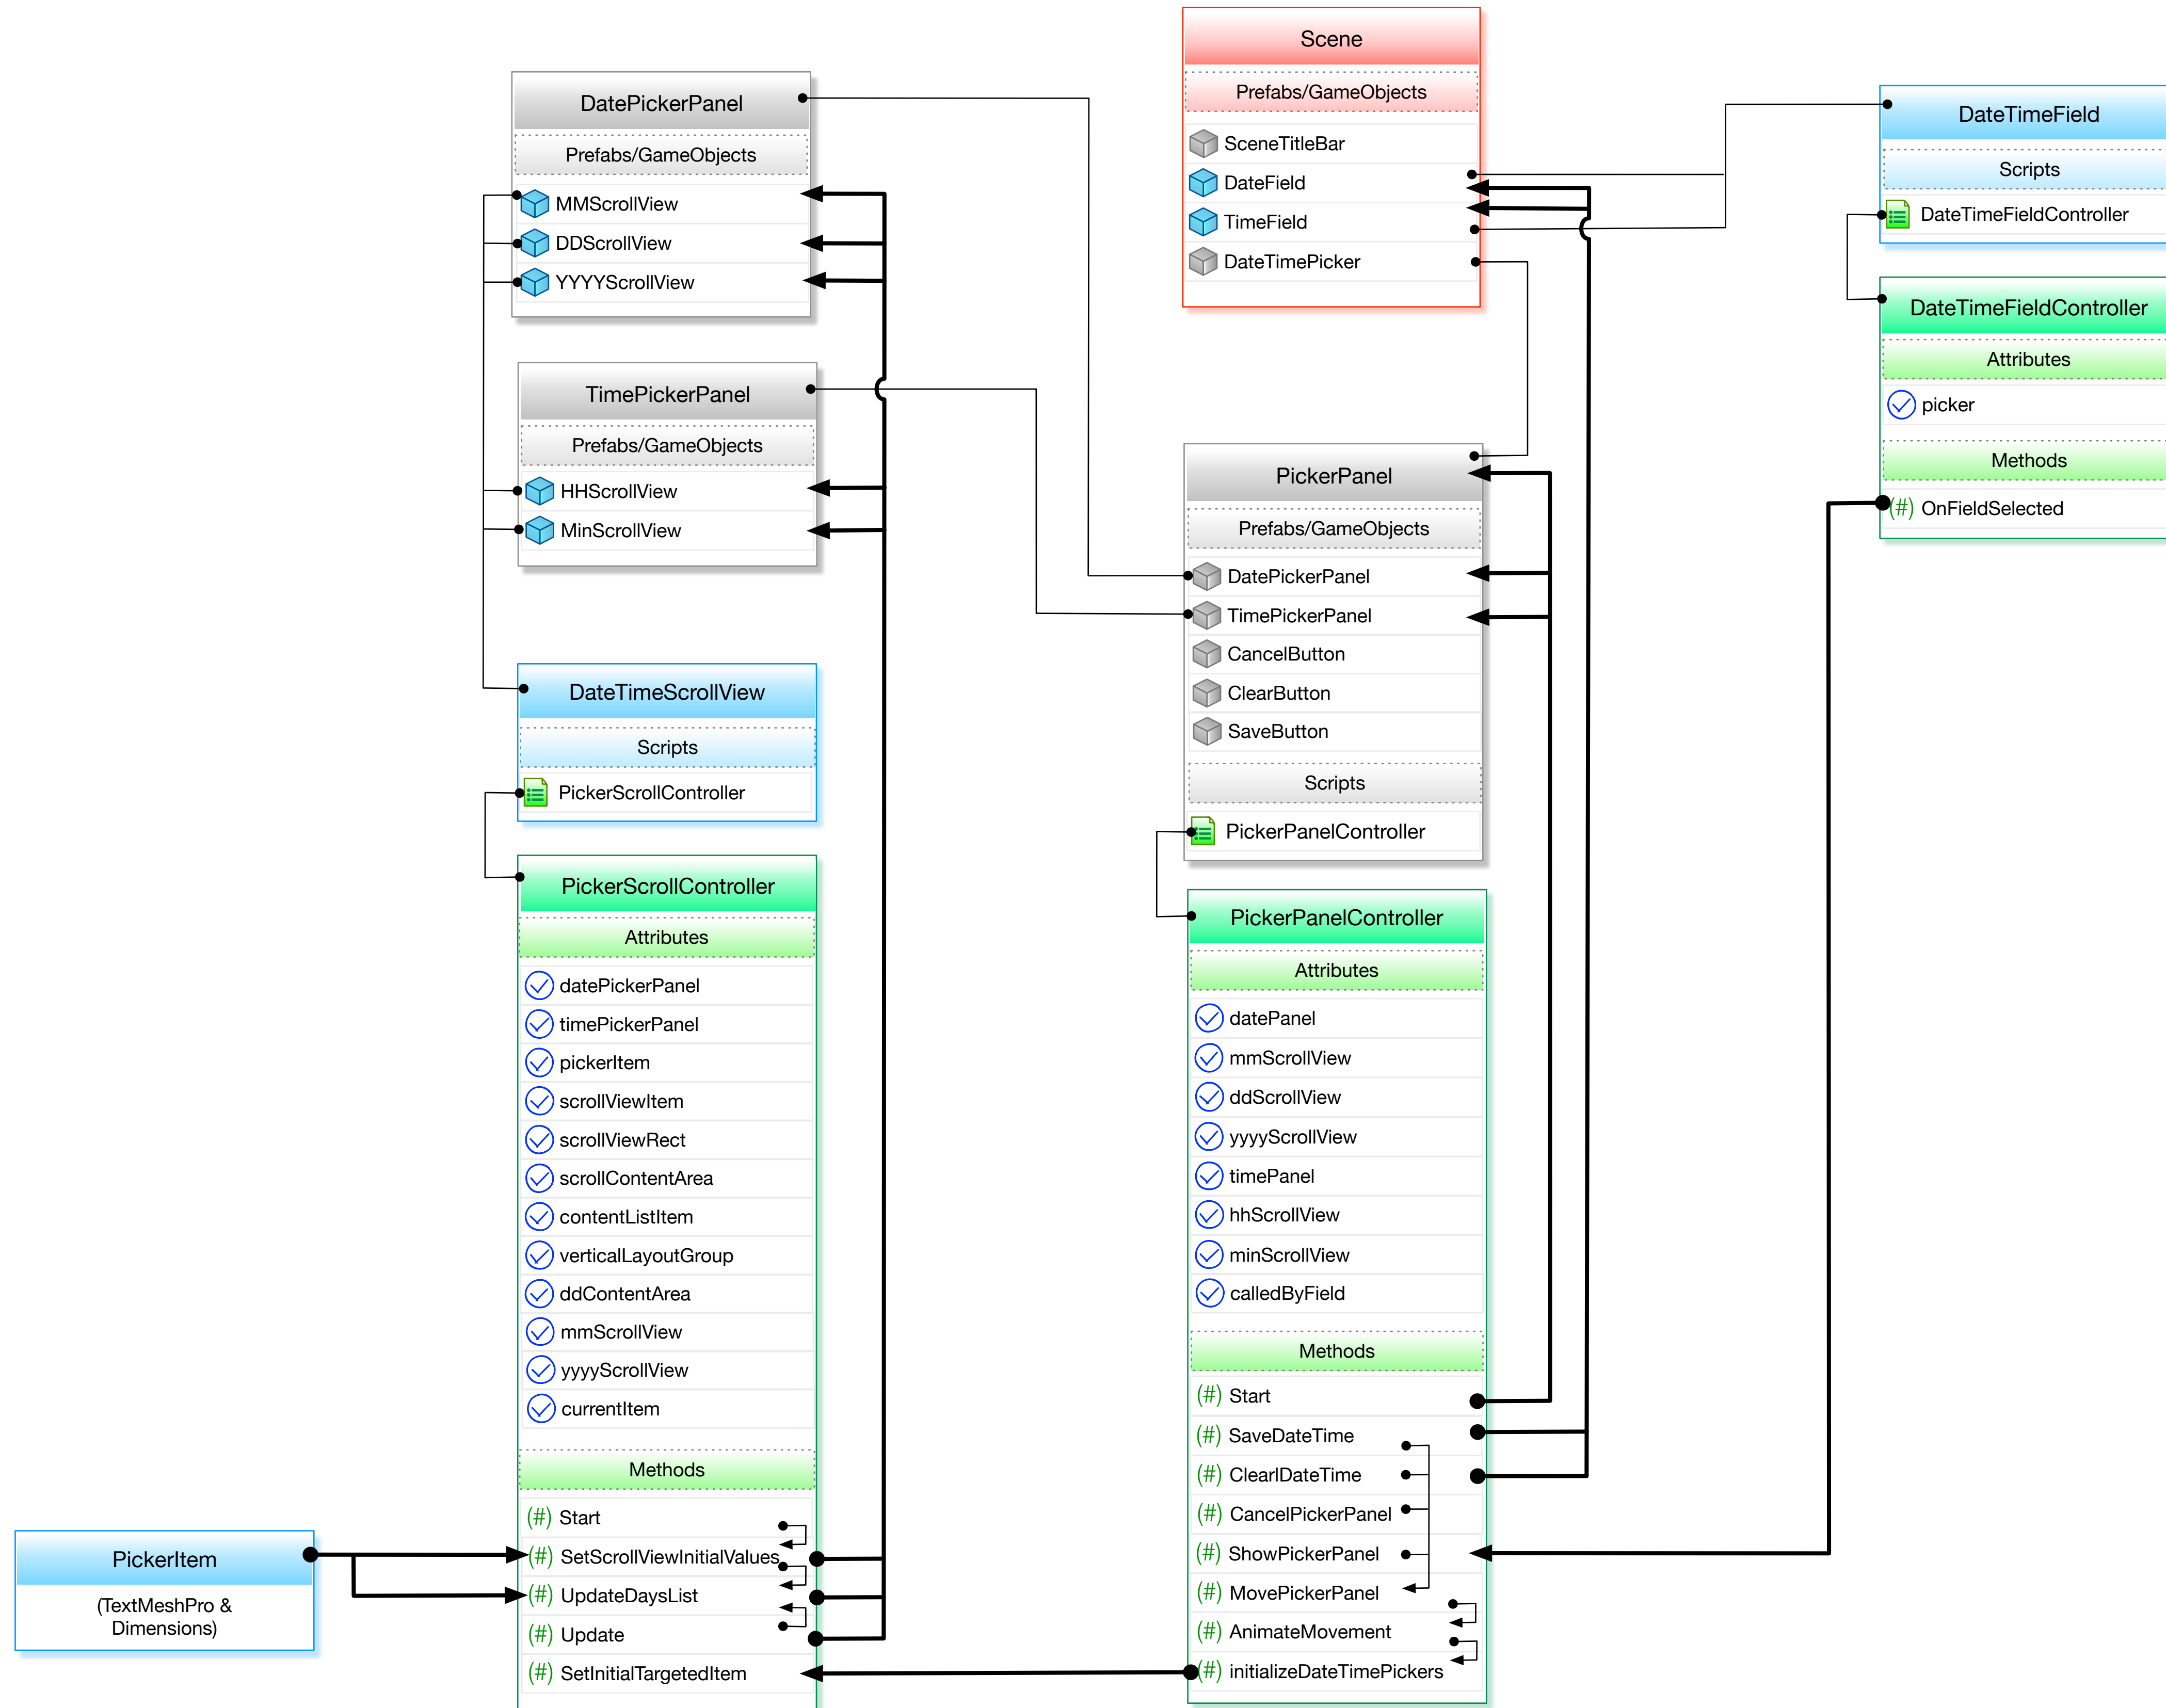 Scene
Prefabs/GameObjects
SceneTitleBar
DateField
TimeField
DateTimePicker
DatePickerPanel
Prefabs/GameObjects
MMScrollView
DDScrollView
YYYYScrollView
TimePickerPanel
Prefabs/GameObjects
HHScrollView
MinScrollView
DateTimeScrollView
Scripts
PickerScrollController
PickerScrollController
Attributes
datePickerPanel
timePickerPanel
pickerItem
scrollViewItem
scrollViewRect
scrollContentArea
contentListItem
verticalLayoutGroup
ddContentArea
mmScrollView
yyyyScrollView
currentItem
Methods
(#) Start
(#) SetScrollViewInitialValues
(#) UpdateDaysList
(#) Update
(#) SetInitialTargetedItem
PickerItem
(TextMeshPro &
Dimensions)
PickerPanel
Prefabs/GameObjects
DatePickerPanel
TimePickerPanel
CancelButton
ClearButton
SaveButton
Scripts
PickerPanelController
PickerPanelController
Attributes
datePanel
mmScrollView
ddScrollView
yyyyScrollView
timePanel
hhScrollView
minScrollView
calledByField
Methods
(#) Start
(#) SaveDateTime
(#) ClearlDateTime
(#) CancelPickerPanel
(#) ShowPickerPanel
(#) MovePickerPanel
(#) AnimateMovement
(#) initializeDateTimePickers
DateTimeField
Scripts
DateTimeFieldController
DateTimeFieldController
Attributes
picker
Methods
(#) OnFieldSelected